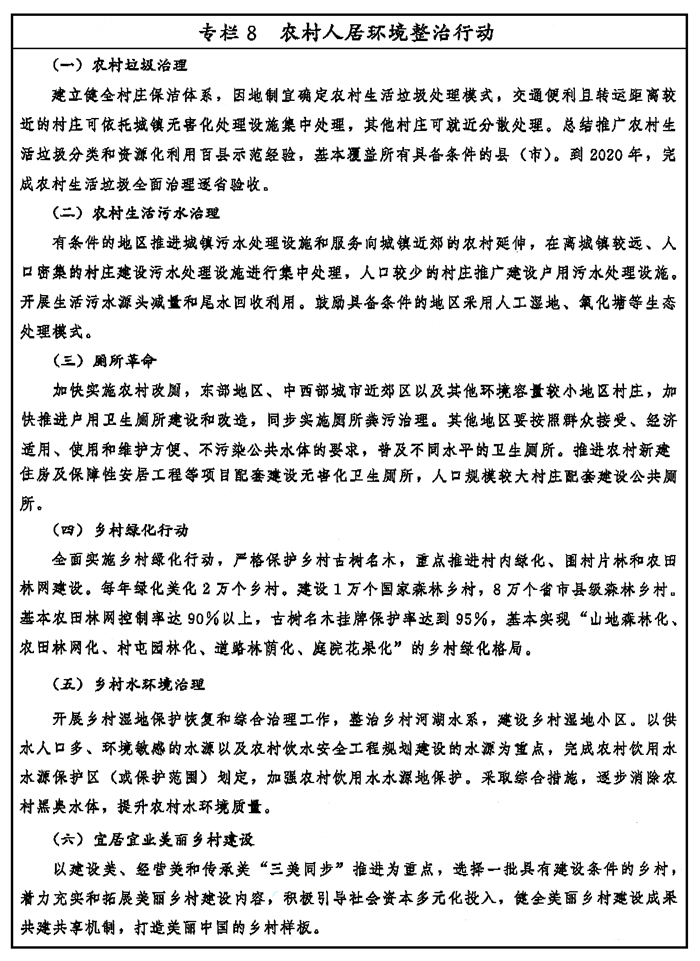 专栏 8　农村人居环境整治行动
（一）农村垃圾治理
建立健全村庄保洁体系，因地制宜确定农村生活垃圾处理模式，交通便利且转运距离较
近的村庄可依托城镇无害化处理设施集中处理，其他村庄可就近分散处理。总结推广农村生
活垃圾分类和资源化利用百县示范经验，基本覆盖所有具备条件的县（市）。到 2020 年，完
成农村生活垃圾全面治理逐省验收。
（二）农村生活污水治理
有条件的地区推进城镇污水处理设施和服务向城镇近郊的农村延伸，在离城镇较远、人
口密集的村庄建设污水处理设施进行集中处理，人口较少的村庄推广建设户用污水处理设施。
开展生活污水源头减量和尾水回收利用。鼓励具备条件的地区采用人工湿地、氧化塘等生态
处理模式。
（三）厕所革命
加快实施农村改厕，东部地区、中西部城市近郊区以及其他环境容量较小地区村庄，加
快推进户用卫生厕所建设和改造，同步实施厕所粪污治理。其他地区要按照群众接受、经济
适用、使用和维护方便、不污染公共水体的要求，普及不同水平的卫生厕所。推进农村新建
住房及保障性安居工程等项目配套建设无害化卫生厕所，人口规模较大村庄配套建设公共厕
所。
（四）乡村绿化行动
全面实施乡村绿化行动，严格保护乡村古树名木，重点推进村内绿化、围村片林和农田
林网建设。每年绿化美化 2 万个乡村。建设 1 万个国家森林乡村，8 万个省市县级森林乡村。
基本农田林网控制率达 90%以上，古树名木挂牌保护率达到 95%，基本实现“山地森林化、
农田林网化、村屯园林化、道路林荫化、庭院花果化”的乡村绿化格局。
（五）乡村水环境治理
开展乡村湿地保护恢复和综合治理工作，整治乡村河湖水系，建设乡村湿地小区。以供
水人口多、环境敏感的水源以及农村饮水安全工程规划建设的水源为重点，完成农村饮用水
水源保护区（或保护范围）划定，加强农村饮用水水源地保护。采取综合措施，逐步消除农
村黑臭水体，提升农村水环境质量。
（六）宜居宜业美丽乡村建设
以建设美、经营美和传承美“三美同步”推进为重点，选择一批具有建设条件的乡村，
着力充实和拓展美丽乡村建设内容，积极引导社会资本多元化投入，健全美丽乡村建设成果
共建共享机制，打造美丽中国的乡村样板。